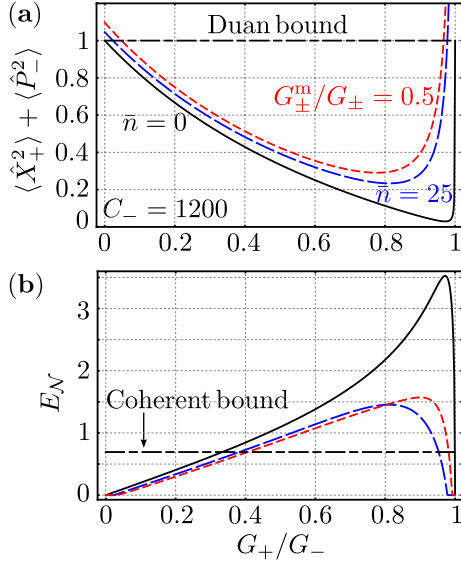 (a)
Duan bound
⟨X̂₊²⟩ + ⟨P̂₋²⟩
1
0.8
0.6
0.4
0.2
0
G±ᵐ/G± = 0.5
n̄ = 0
n̄ = 25
C₋ = 1200
0 0.2 0.4 0.6 0.8 1
(b)
E_𝒩
3
2
1
0
Coherent bound
0 0.2 0.4 0.6 0.8 1
G₊/G₋